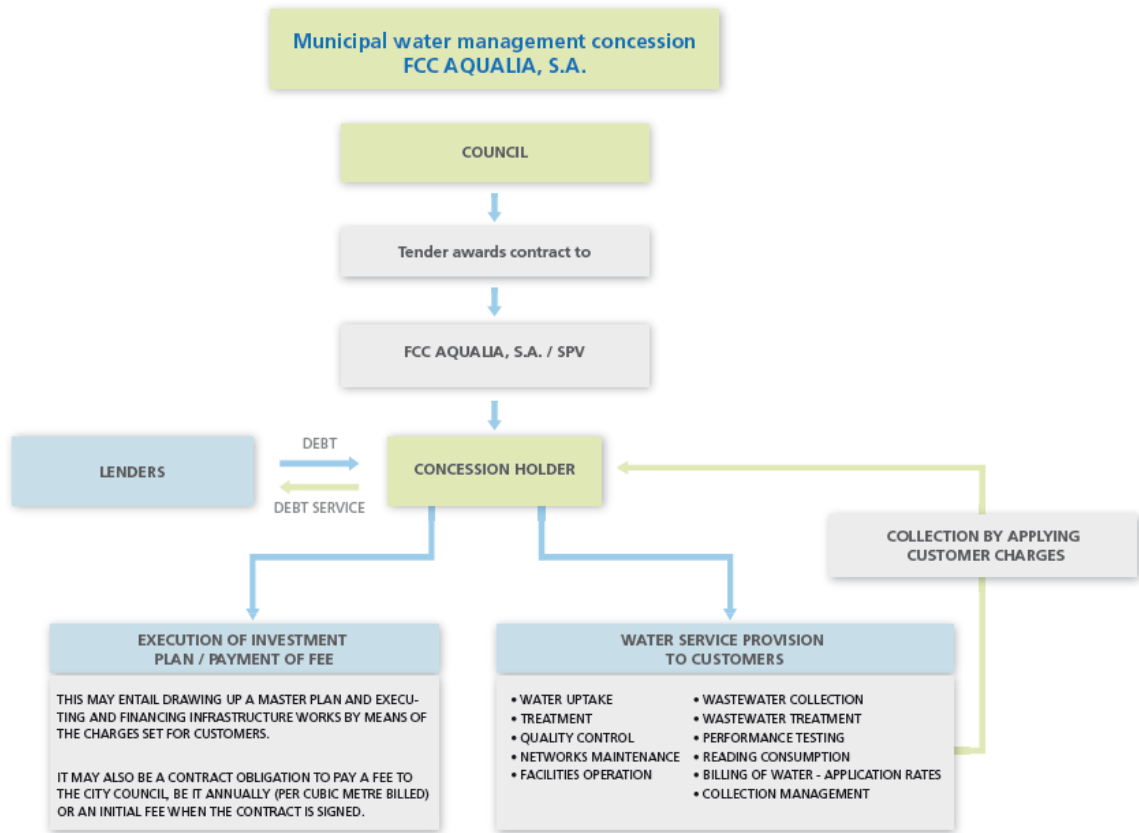 Municipal water management concession
FCC AQUALIA, S.A.
COUNCIL
Tender awards contract to
FCC AQUALIA, S.A. / SPV
LENDERS
DEBT
DEBT SERVICE
CONCESSION HOLDER
COLLECTION BY APPLYING
CUSTOMER CHARGES
EXECUTION OF INVESTMENT
PLAN / PAYMENT OF FEE
THIS MAY ENTAIL DRAWING UP A MASTER PLAN AND EXECU-
TING AND FINANCING INFRASTRUCTURE WORKS BY MEANS OF
THE CHARGES SET FOR CUSTOMERS.
IT MAY ALSO BE A CONTRACT OBLIGATION TO PAY A FEE TO
THE CITY COUNCIL, BE IT ANNUALLY (PER CUBIC METRE BILLED)
OR AN INITIAL FEE WHEN THE CONTRACT IS SIGNED.
WATER SERVICE PROVISION
TO CUSTOMERS
• WATER UPTAKE
• TREATMENT
• QUALITY CONTROL
• NETWORKS MAINTENANCE
• FACILITIES OPERATION
• WASTEWATER COLLECTION
• WASTEWATER TREATMENT
• PERFORMANCE TESTING
• READING CONSUMPTION
• BILLING OF WATER - APPLICATION RATES
• COLLECTION MANAGEMENT